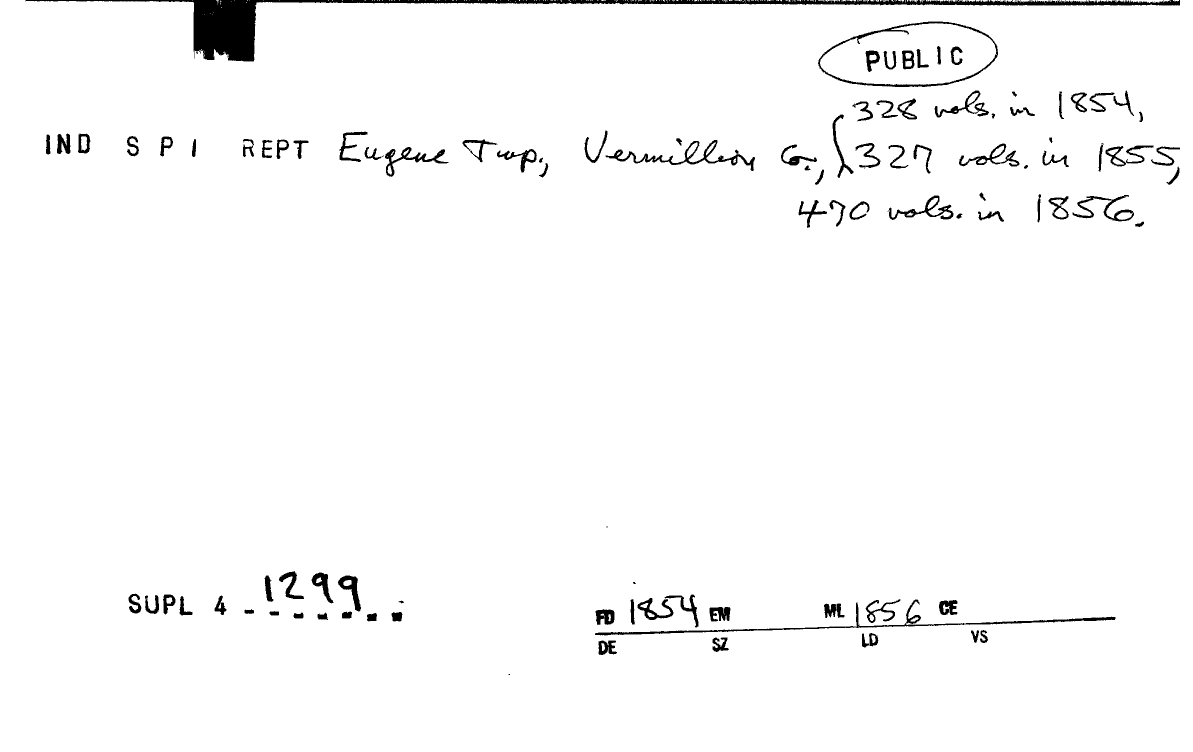 PUBLIC
328 vols. in 1854,
IND S P I REPT Eugene Twp., Vermillion Co., 327 vols. in 1855,
470 vols. in 1856.
SUPL 4 - 1299
FD 1854 EM ML 1856 CE
DE SZ LD VS